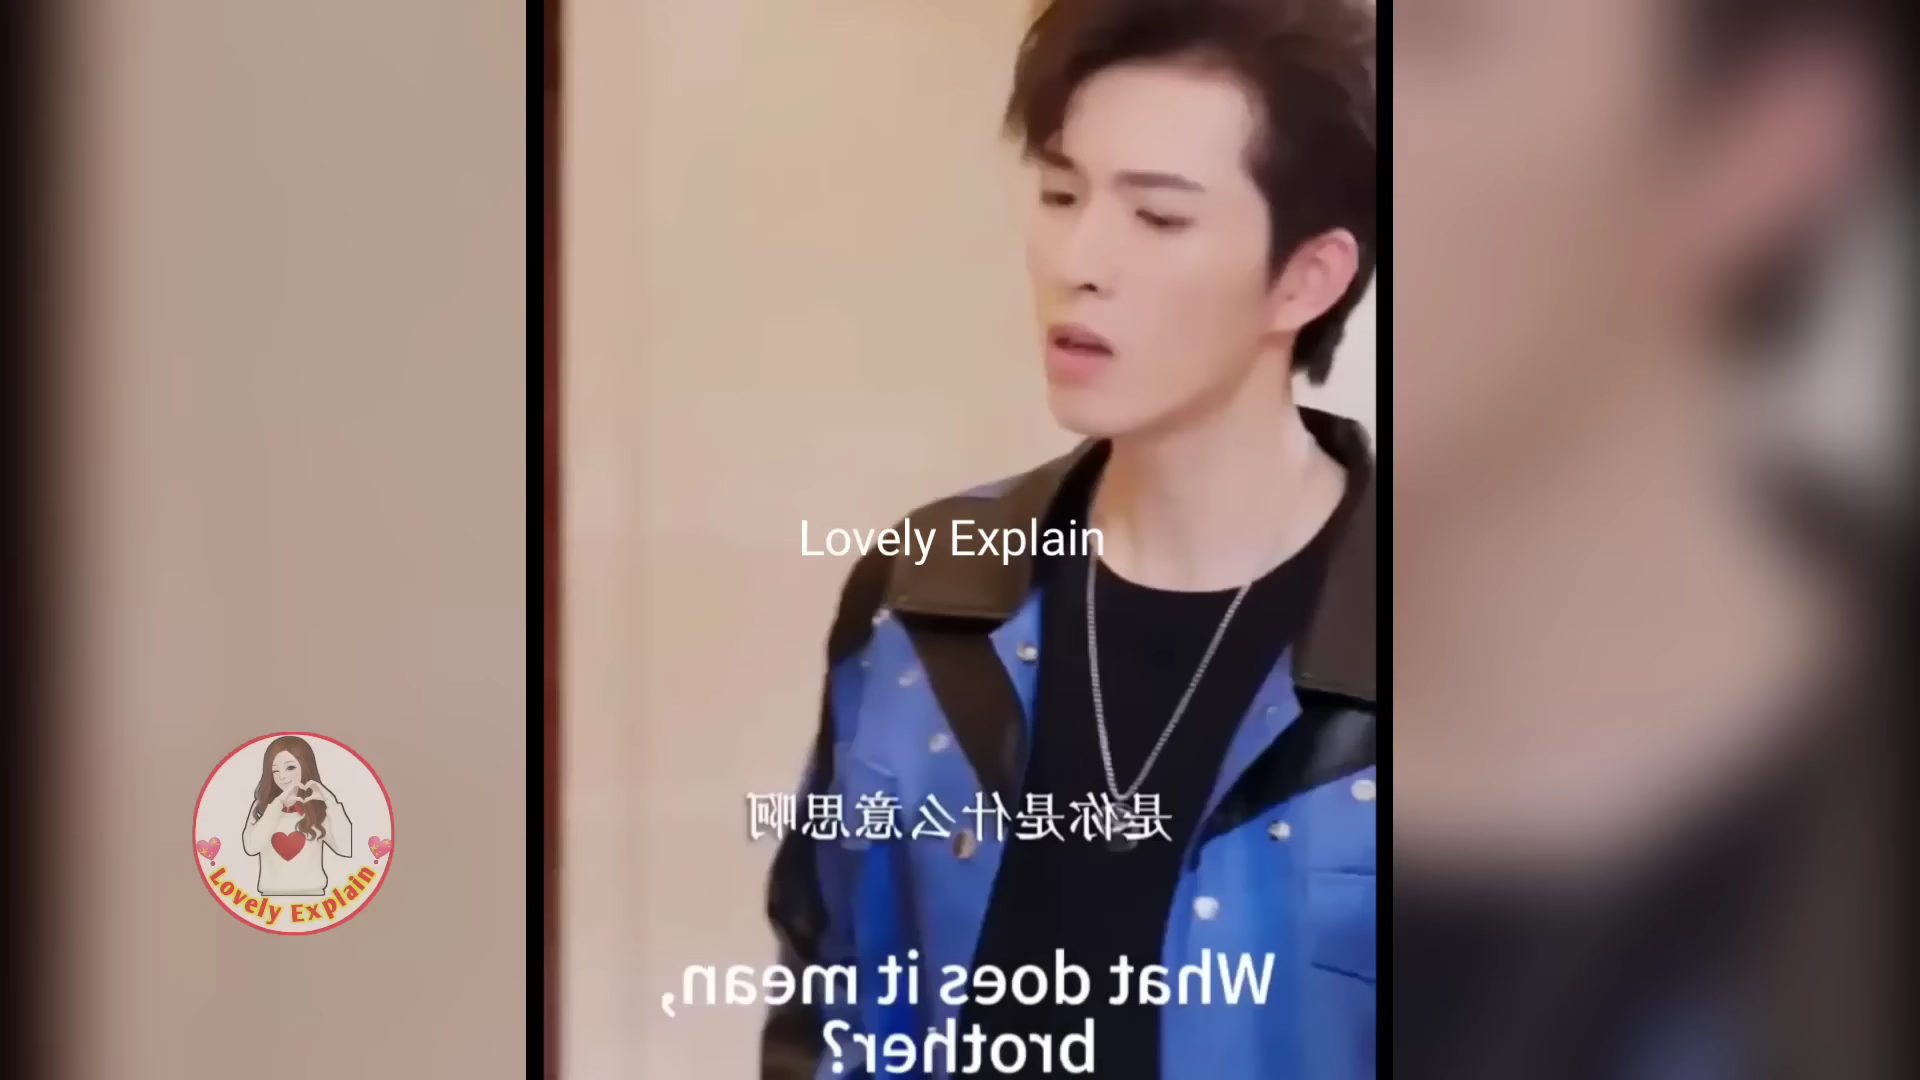 Lovely Explain
是你是什么意思啊
What does it mean,
brother?
Lovely Explain